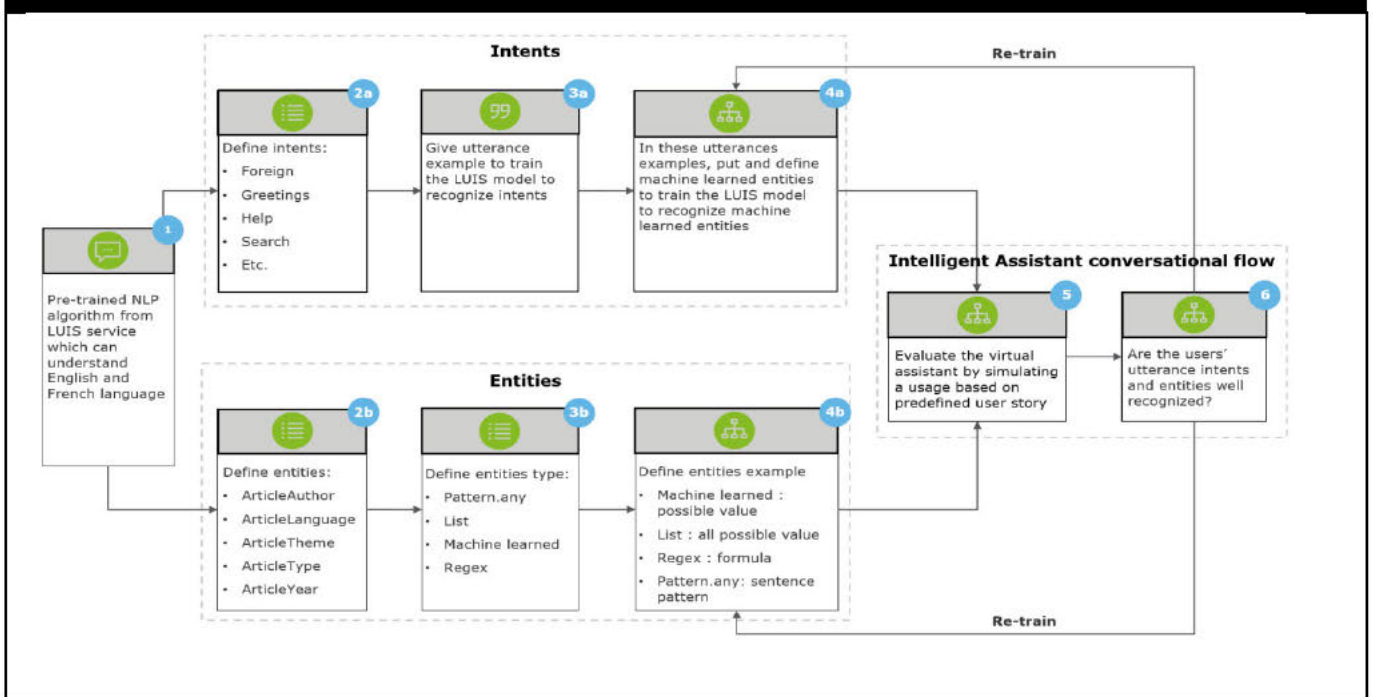 Intents
Re-train
2a
Define intents:
• Foreign
• Greetings
• Help
• Search
• Etc.
3a
Give utterance
example to train
the LUIS model to
recognize intents
4a
In these utterances
examples, put and define
machine learned entities
to train the LUIS model
to recognize machine
learned entities
1
Pre-trained NLP
algorithm from
LUIS service
which can
understand
English and
French language
Intelligent Assistant conversational flow
5
Evaluate the virtual
assistant by simulating
a usage based on
predefined user story
6
Are the users’
utterance intents
and entities well
recognized?
Entities
2b
Define entities:
• ArticleAuthor
• ArticleLanguage
• ArticleTheme
• ArticleType
• ArticleYear
3b
Define entities type:
• Pattern.any
• List
• Machine learned
• Regex
4b
Define entities example
• Machine learned :
possible value
• List : all possible value
• Regex : formula
• Pattern.any: sentence
pattern
Re-train